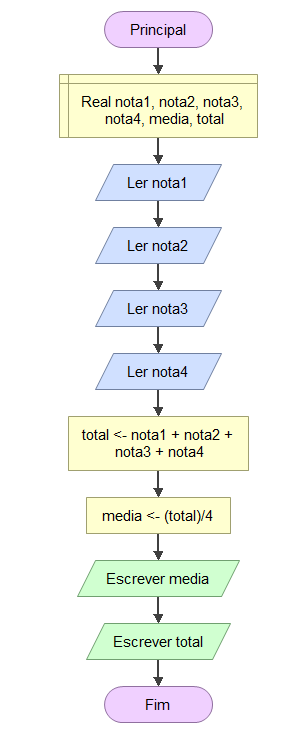 Principal
Real nota1, nota2, nota3,
nota4, media, total
Ler nota1
Ler nota2
Ler nota3
Ler nota4
total <- nota1 + nota2 +
nota3 + nota4
media <- (total)/4
Escrever media
Escrever total
Fim